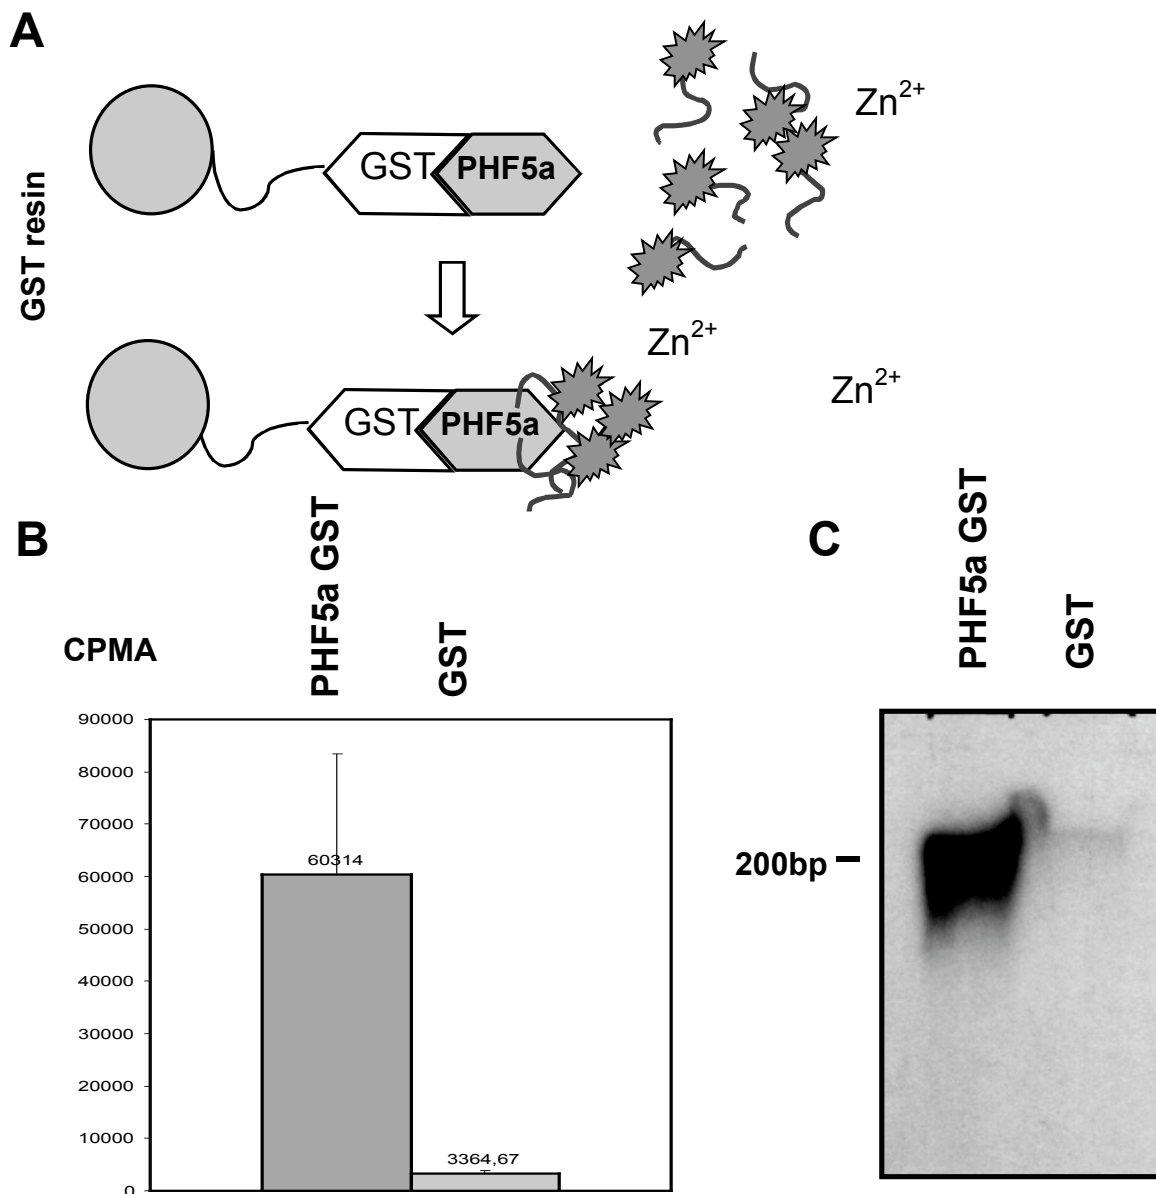 A
GST resin
GST PHF5a
Zn2+
Zn2+
Zn2+
GST PHF5a
B
CPMA
PHF5a GST
GST
90000
80000
70000
60000
50000
40000
30000
20000
10000
0
60314
3364,67
C
PHF5a GST
GST
200bp